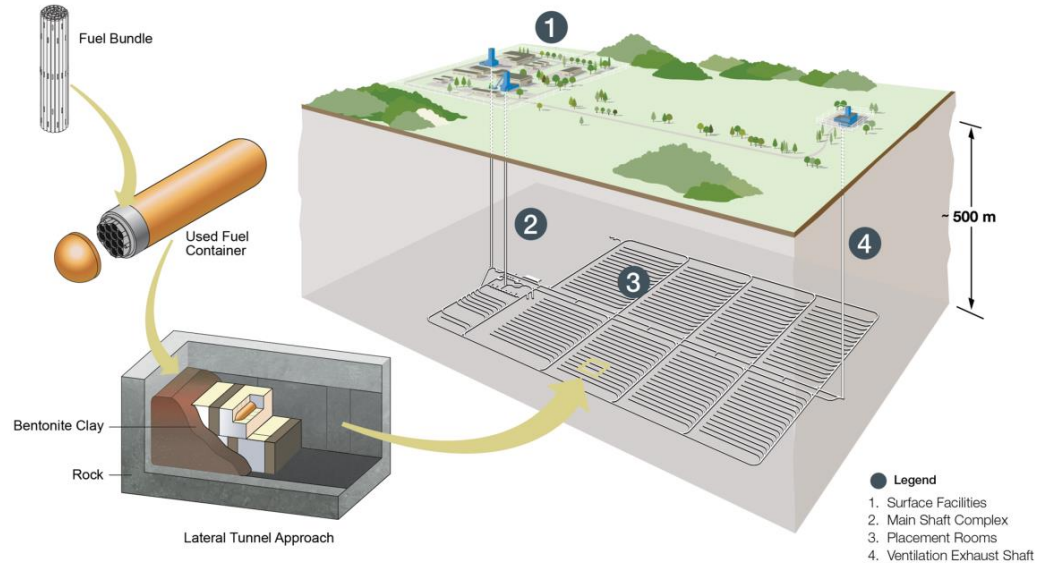 Fuel Bundle
Used Fuel
Container
Bentonite Clay
Rock
Lateral Tunnel Approach
1
2
3
4
~ 500 m
Legend
1. Surface Facilities
2. Main Shaft Complex
3. Placement Rooms
4. Ventilation Exhaust Shaft